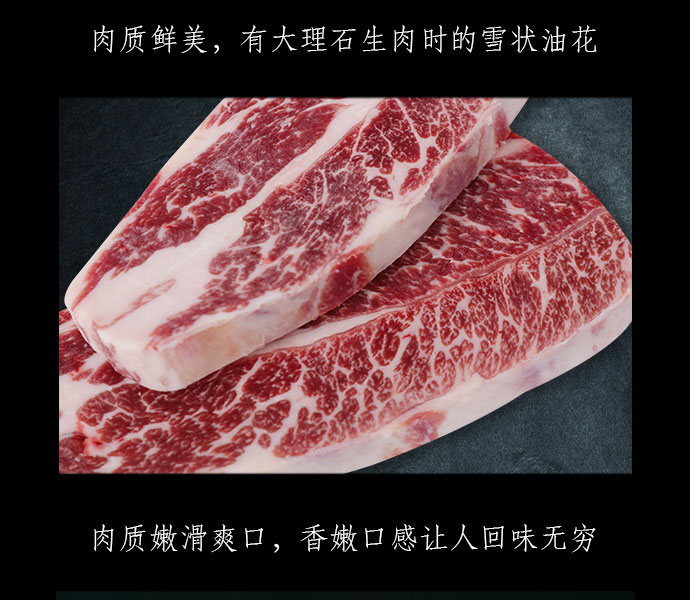 肉质鲜美，有大理石生肉时的雪状油花
肉质嫩滑爽口，香嫩口感让人回味无穷